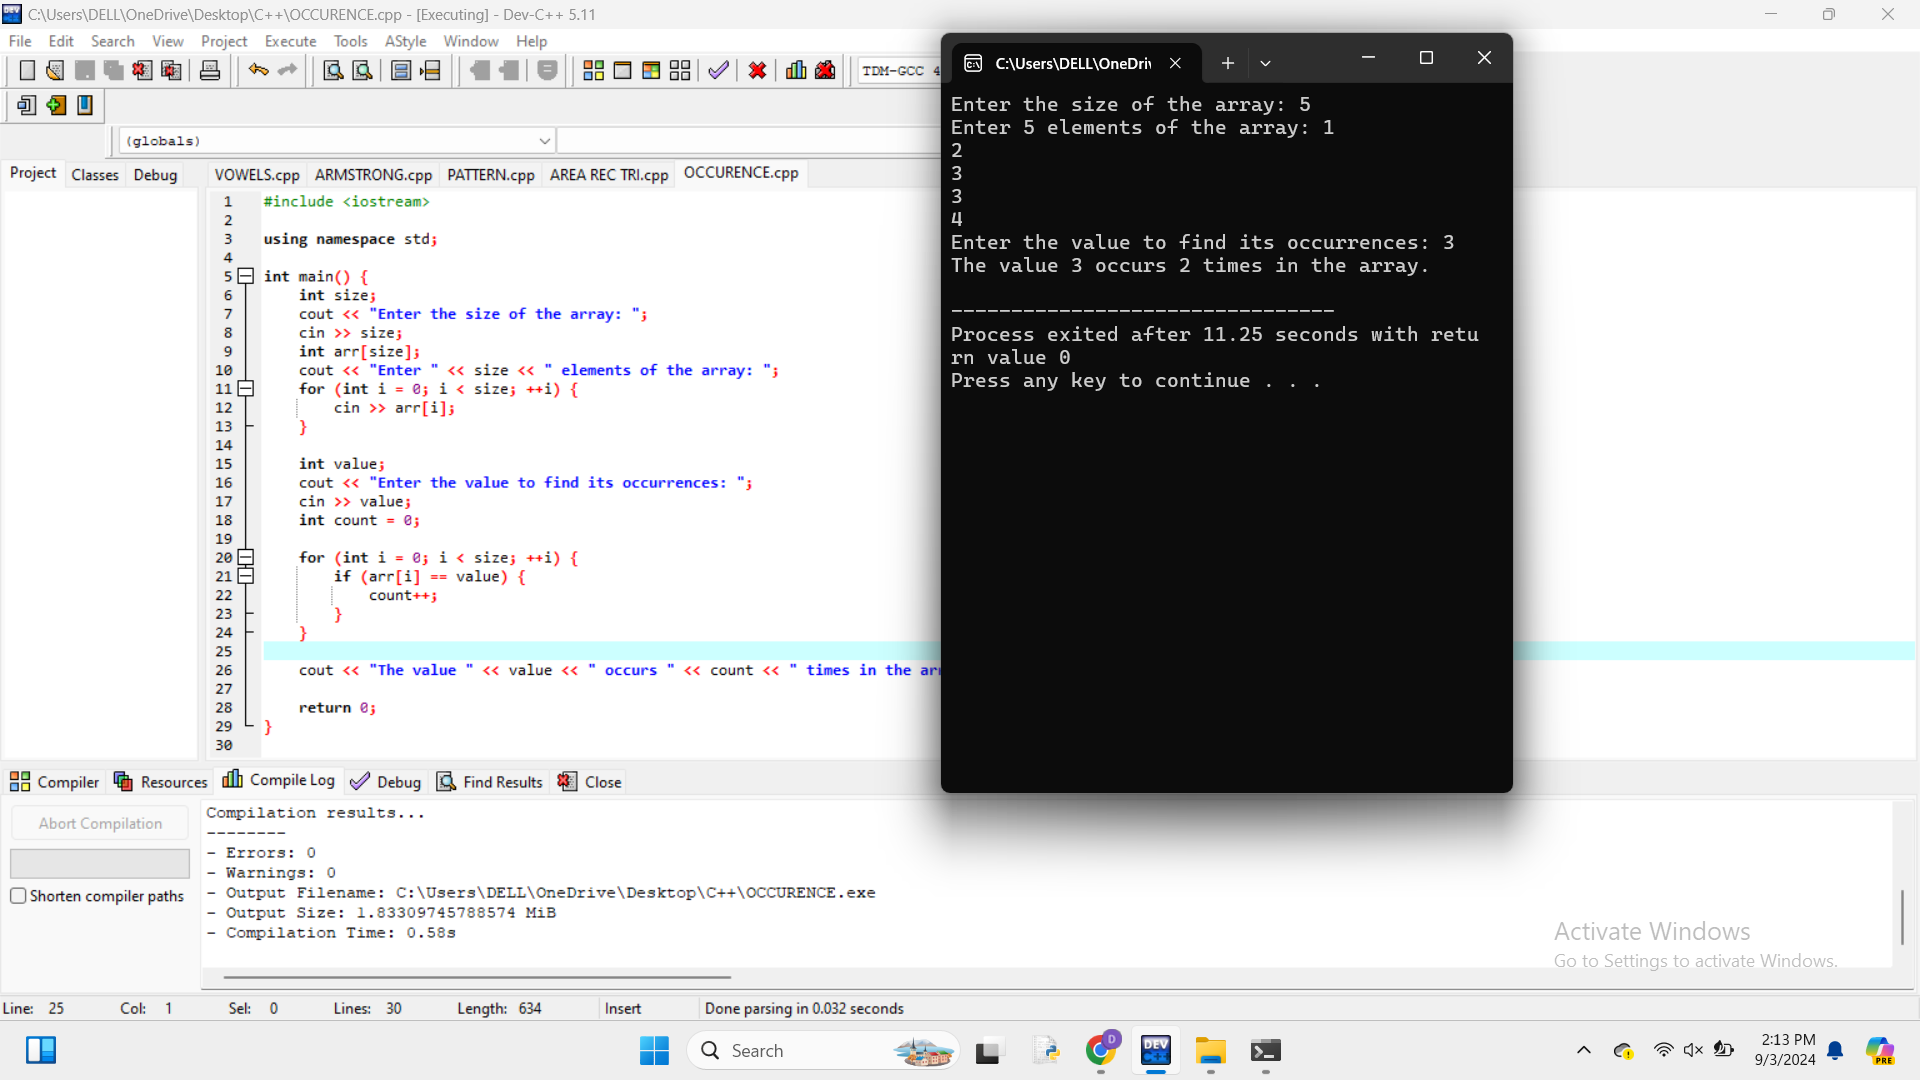 C:\Users\DELL\OneDrive\Desktop\C++\OCCURENCE.cpp - [Executing] - Dev-C++ 5.11
File Edit Search View Project Execute Tools AStyle Window Help
TDM-GCC 4
(globals)
Project Classes Debug
VOWELS.cpp ARMSTRONG.cpp PATTERN.cpp AREA REC TRI.cpp OCCURENCE.cpp
1 #include <iostream>
2
3 using namespace std;
4
5 int main() {
6 int size;
7 cout << "Enter the size of the array: ";
8 cin >> size;
9 int arr[size];
10 cout << "Enter " << size << " elements of the array: ";
11 for (int i = 0; i < size; ++i) {
12 cin >> arr[i];
13 }
14
15 int value;
16 cout << "Enter the value to find its occurrences: ";
17 cin >> value;
18 int count = 0;
19
20 for (int i = 0; i < size; ++i) {
21 if (arr[i] == value) {
22 count++;
23 }
24 }
25
26 cout << "The value " << value << " occurs " << count << " times in the
27
28 return 0;
29 }
30
C:\Users\DELL\OneDri
Enter the size of the array: 5
Enter 5 elements of the array: 1
2
3
3
4
Enter the value to find its occurrences: 3
The value 3 occurs 2 times in the array.
--------------------------------
Process exited after 11.25 seconds with retu
rn value 0
Press any key to continue . . .
Compiler Resources Compile Log Debug Find Results Close
Abort Compilation
Shorten compiler paths
Compilation results...
--------
- Errors: 0
- Warnings: 0
- Output Filename: C:\Users\DELL\OneDrive\Desktop\C++\OCCURENCE.exe
- Output Size: 1.83309745788574 MiB
- Compilation Time: 0.58s
Activate Windows
Go to Settings to activate Windows.
Line: 25 Col: 1 Sel: 0 Lines: 30 Length: 634 Insert Done parsing in 0.032 seconds
Search
D
DEV
C++
2:13 PM
9/3/2024
PRE